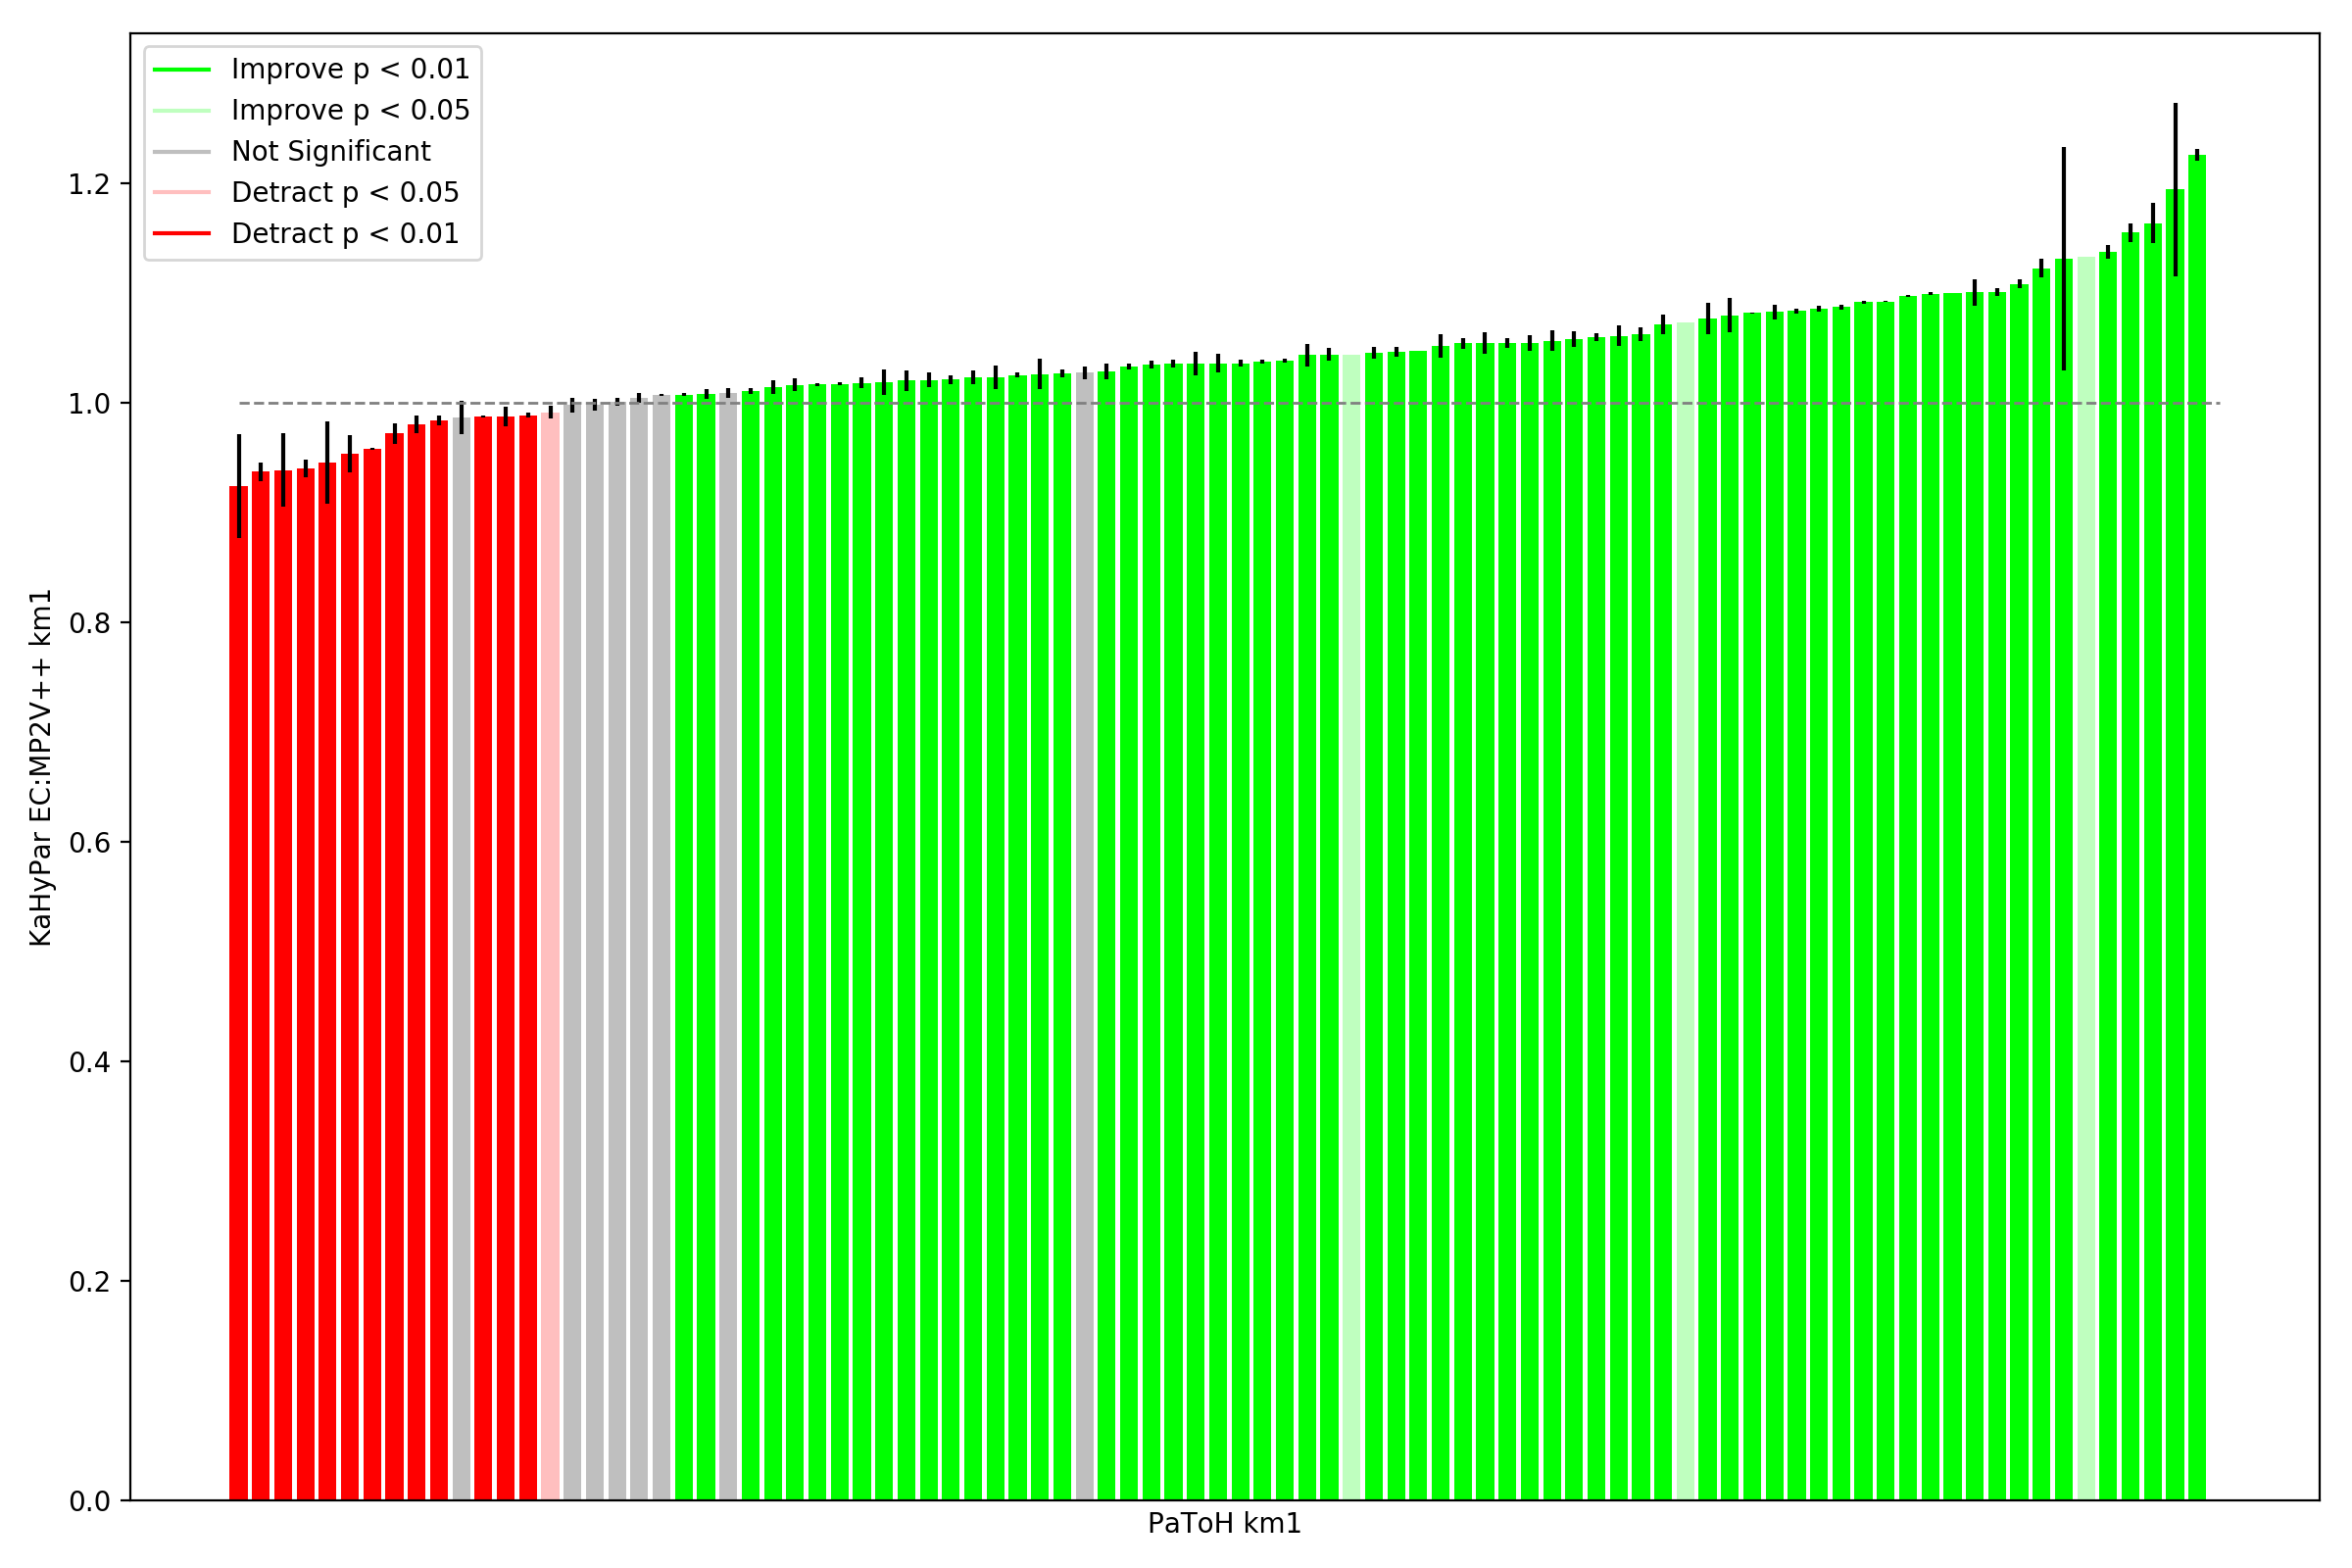 Improve p < 0.01
Improve p < 0.05
Not Significant
Detract p < 0.05
Detract p < 0.01
1.2
1.0
0.8
0.6
0.4
0.2
0.0
KaHyPar EC:MP2V++ km1
PaToH km1